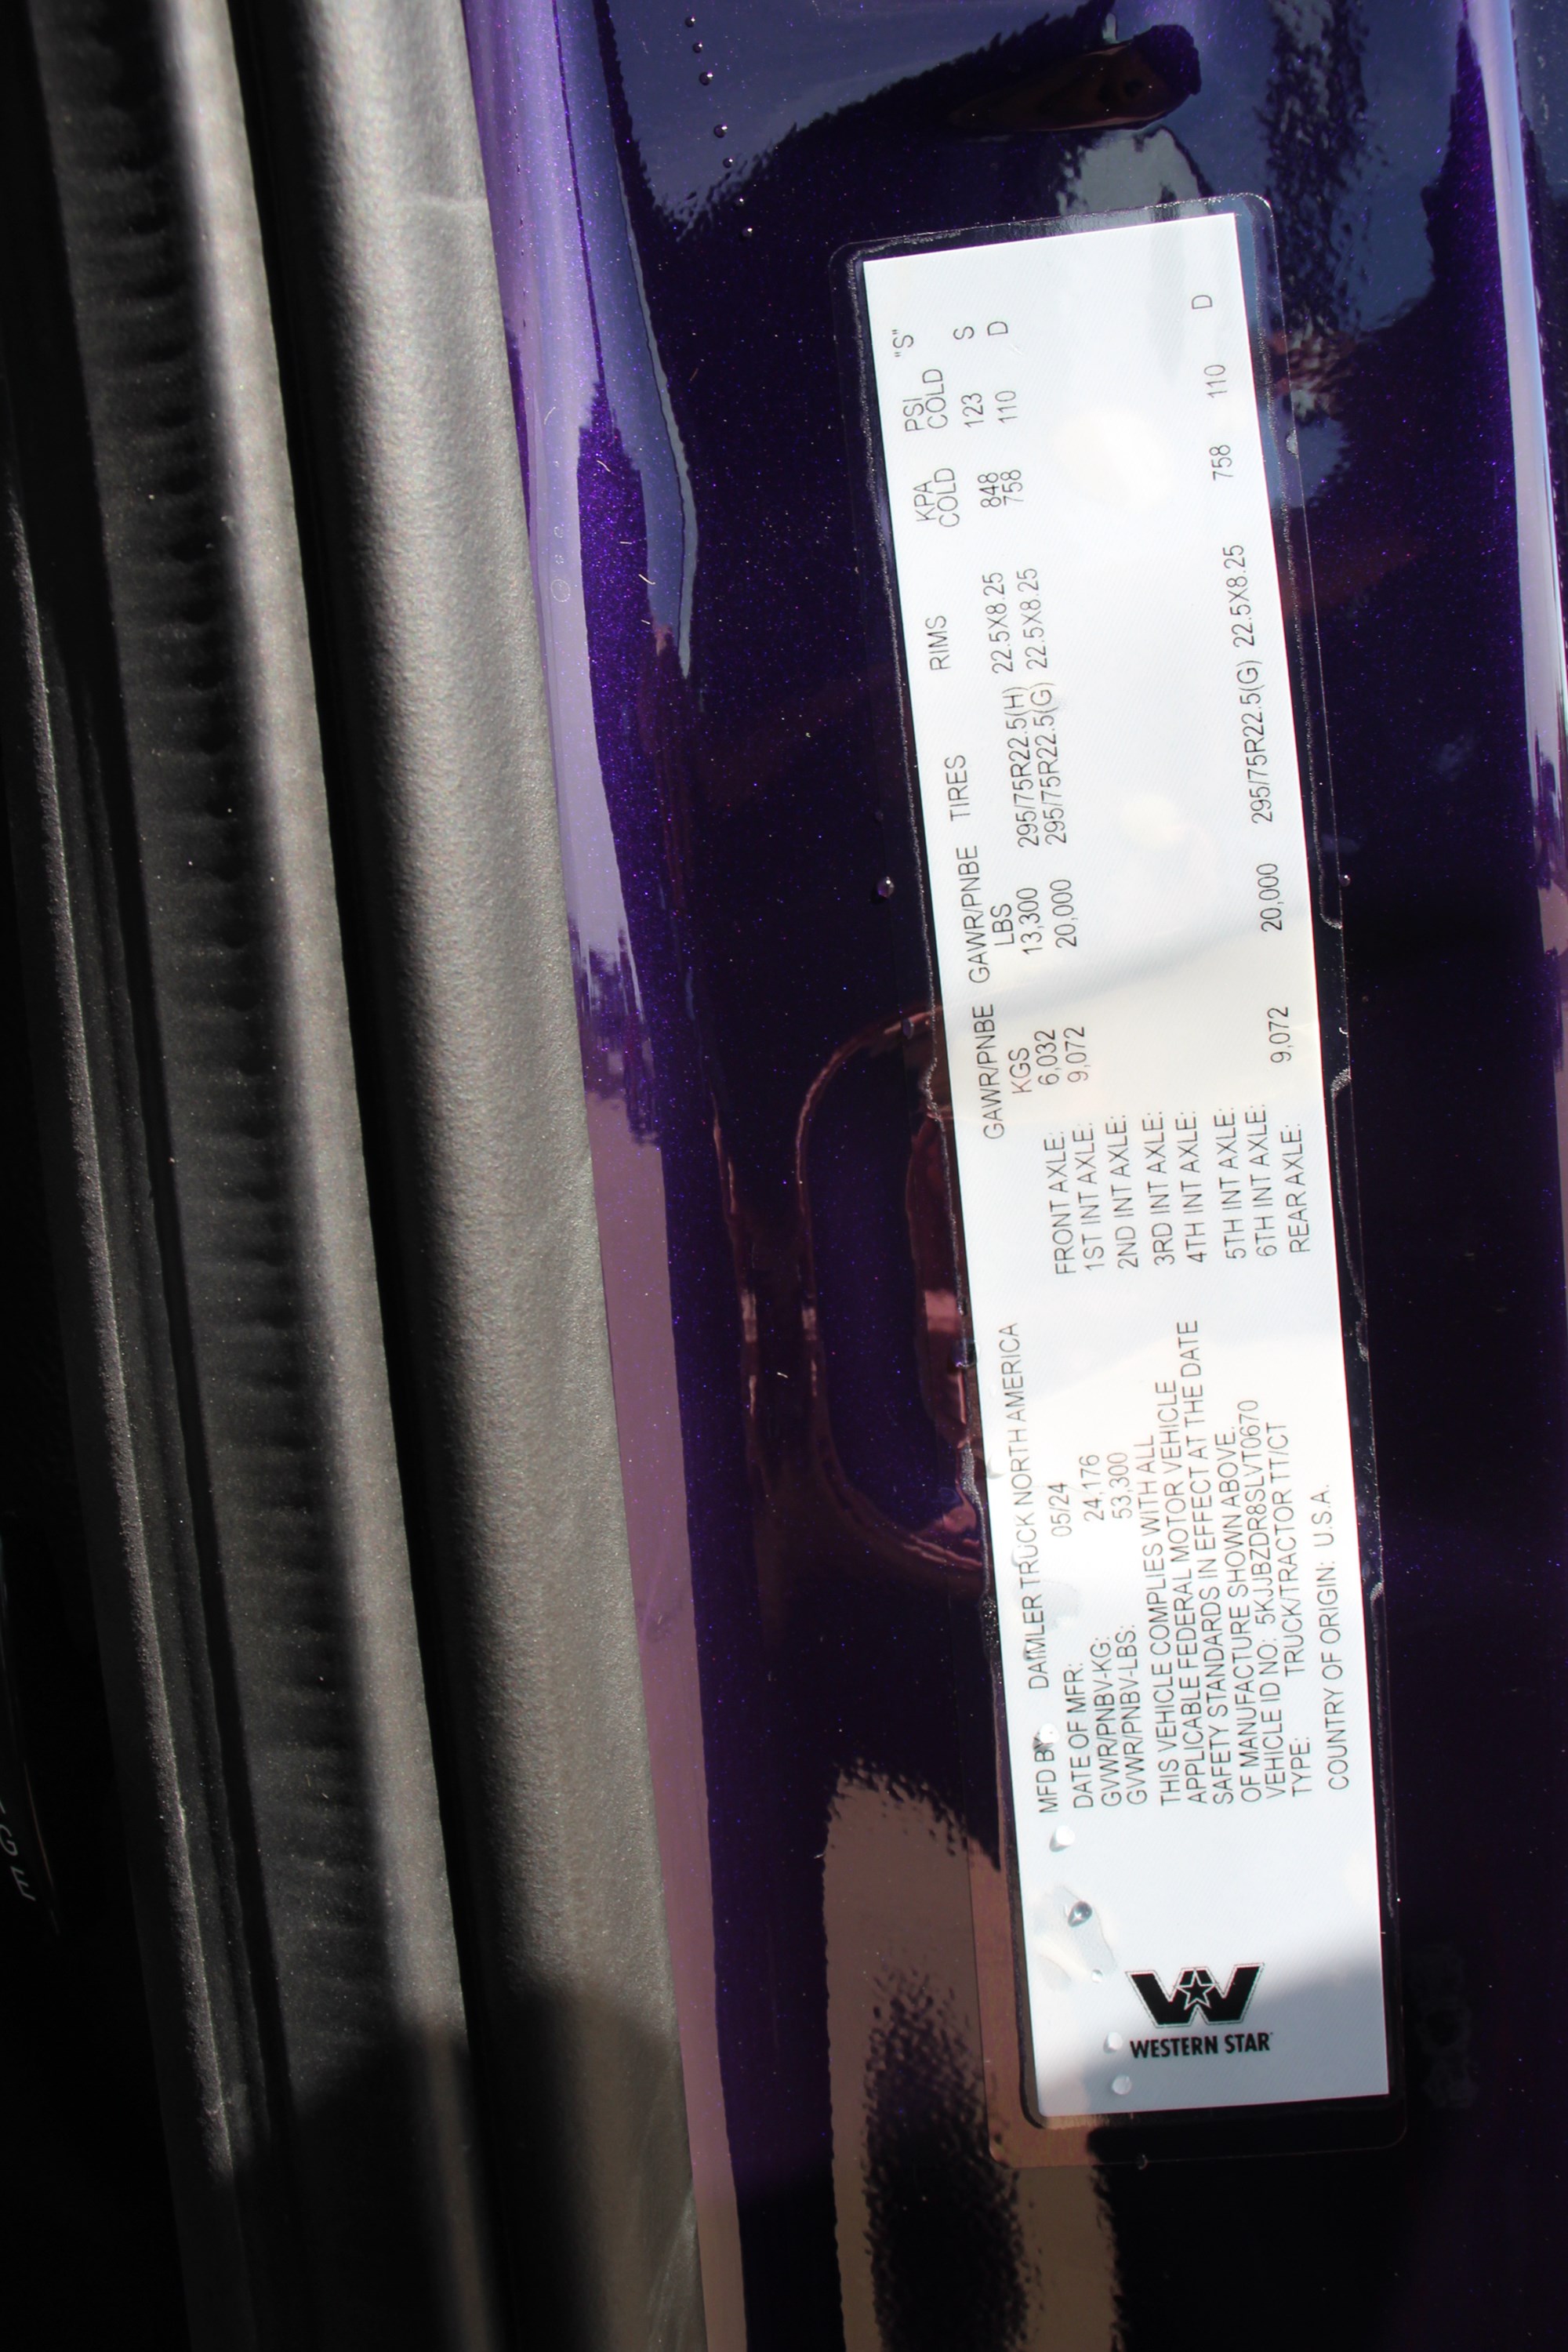 WESTERN STAR
MFD BY DAIMLER TRUCK NORTH AMERICA
DATE OF MFR: 05/24
GVWR/PNBV-KG: 24,176
GVWR/PNBV-LBS: 53,300
THIS VEHICLE COMPLIES WITH ALL
APPLICABLE FEDERAL MOTOR VEHICLE
SAFETY STANDARDS IN EFFECT AT THE DATE
OF MANUFACTURE SHOWN ABOVE.
VEHICLE ID NO: 5KJJBZDR8SLVT0670
TYPE: TRUCK/TRACTOR TT/CT
COUNTRY OF ORIGIN: U.S.A.
GAWR/PNBE GAWR/PNBE TIRES RIMS KPA PSI "S"
KGS LBS COLD COLD
FRONT AXLE: 6,032 13,300 295/75R22.5(H) 22.5X8.25 848 123 S
1ST INT AXLE: 9,072 20,000 295/75R22.5(G) 22.5X8.25 758 110 D
2ND INT AXLE:
3RD INT AXLE:
4TH INT AXLE:
5TH INT AXLE:
6TH INT AXLE:
REAR AXLE: 9,072 20,000 295/75R22.5(G) 22.5X8.25 758 110 D